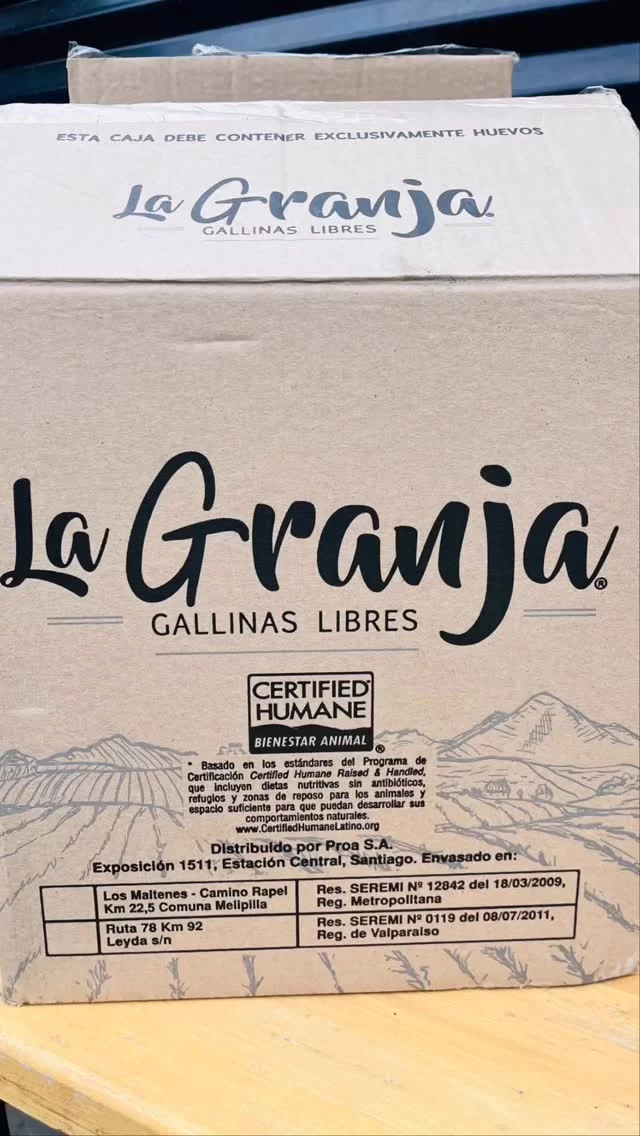 ESTA CAJA DEBE CONTENER EXCLUSIVAMENTE HUEVOS
La Granja.
GALLINAS LIBRES
La Granja®
GALLINAS LIBRES
CERTIFIED®
HUMANE
BIENESTAR ANIMAL ®
* Basado en los estándares del Programa de
Certificación Certified Humane Raised & Handled,
que incluyen dietas nutritivas sin antibióticos,
refugios y zonas de reposo para los animales y
espacio suficiente para que puedan desarrollar sus
comportamientos naturales.
www.CertifiedHumaneLatino.org
Distribuido por Proa S.A.
Exposición 1511, Estación Central, Santiago. Envasado en:
Los Maitenes - Camino Rapel
Km 22,5 Comuna Melipilla
Res. SEREMI Nº 12842 del 18/03/2009,
Reg. Metropolitana
Ruta 78 Km 92
Leyda s/n
Res. SEREMI Nº 0119 del 08/07/2011,
Reg. de Valparaíso